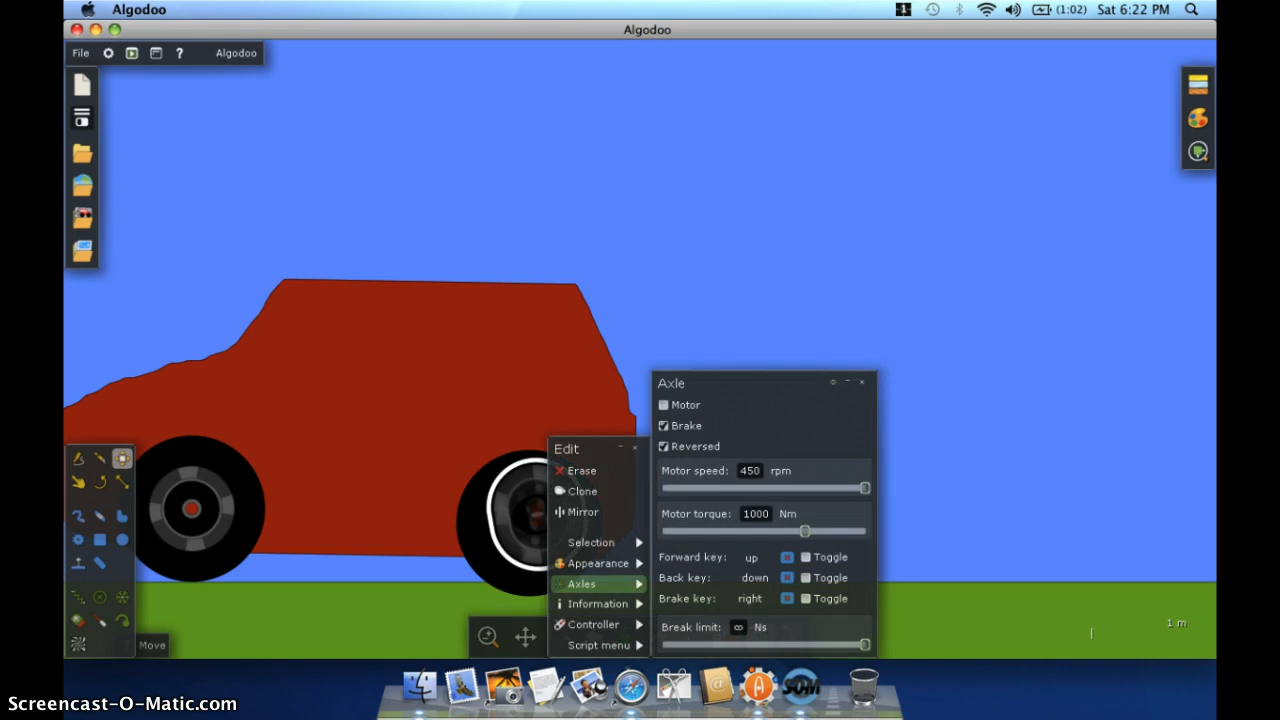 Algodoo
(1:02)
Sat 6:22 PM
Algodoo
File
?
Algodoo
Axle
Motor
Brake
Reversed
Motor speed: 450 rpm
Motor torque: 1000 Nm
Forward key: up Toggle
Back key: down Toggle
Brake key: right Toggle
Break limit: ∞ Ns
Edit
Erase
Clone
Mirror
Selection
Appearance
Axles
Information
Controller
Script menu
Move
1 m
SOM
Screencast-O-Matic.com